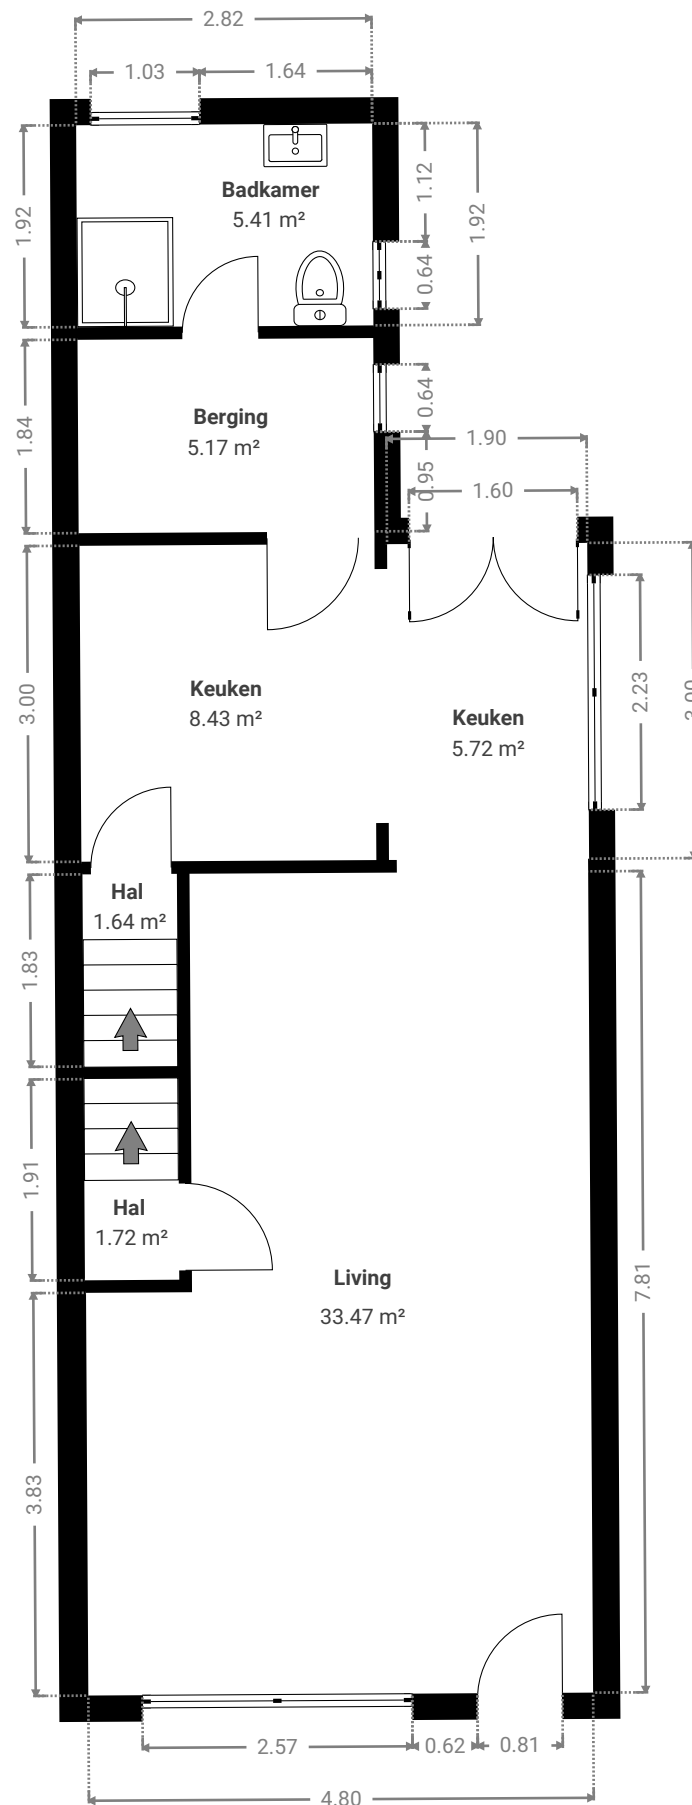 2.82
1.03
1.64
1.92
Badkamer
5.41 m²
1.12
1.92
0.64
1.84
Berging
5.17 m²
0.64
0.95
1.90
1.60
3.00
Keuken
8.43 m²
Keuken
5.72 m²
2.23
3.00
Hal
1.64 m²
1.83
1.91
Hal
1.72 m²
Living
33.47 m²
7.81
3.83
2.57
0.62
0.81
4.80